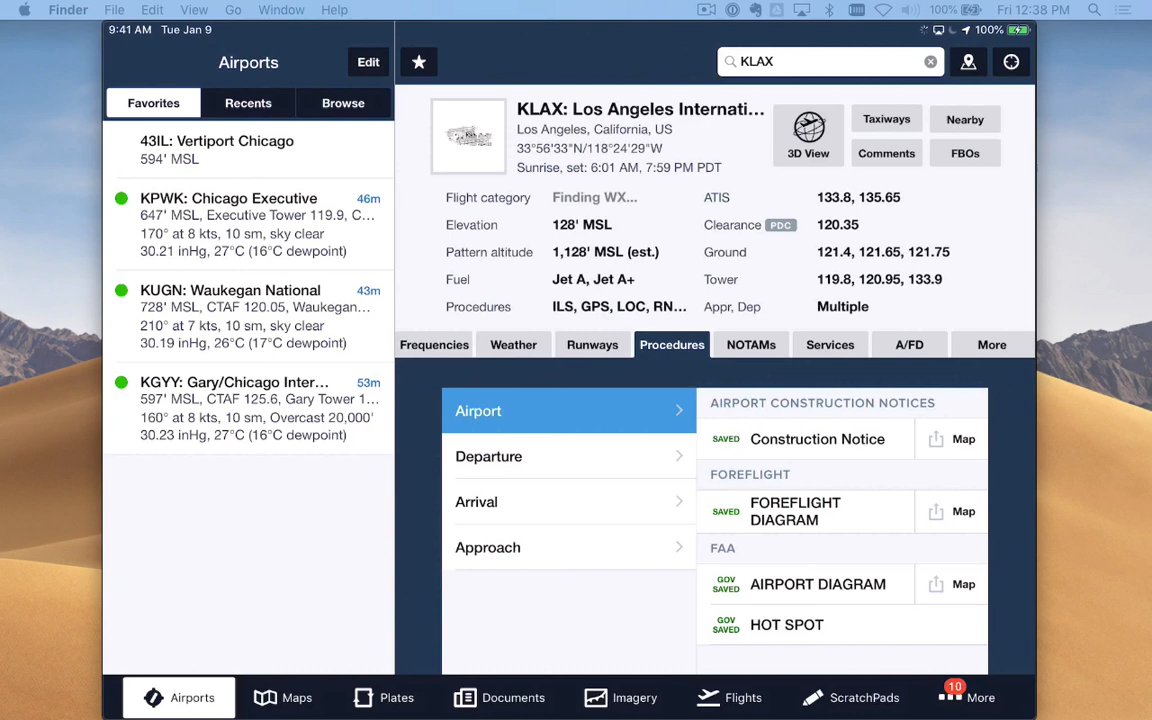 Finder File Edit View Go Window Help 100% Fri 12:38 PM
9:41 AM Tue Jan 9 100%
Airports Edit
Favorites Recents Browse
43IL: Vertiport Chicago
594' MSL
KPWK: Chicago Executive 46m
647' MSL, Executive Tower 119.9, C...
170° at 8 kts, 10 sm, sky clear
30.21 inHg, 27°C (16°C dewpoint)
KUGN: Waukegan National 43m
728' MSL, CTAF 120.05, Waukegan...
210° at 7 kts, 10 sm, sky clear
30.19 inHg, 26°C (17°C dewpoint)
KGYY: Gary/Chicago Inter... 53m
597' MSL, CTAF 125.6, Gary Tower 1...
160° at 8 kts, 10 sm, Overcast 20,000'
30.23 inHg, 27°C (16°C dewpoint)
KLAX
KLAX: Los Angeles Internati...
Los Angeles, California, US
33°56'33"N/118°24'29"W
Sunrise, set: 6:01 AM, 7:59 PM PDT
3D View
Taxiways Nearby
Comments FBOs
Flight category Finding WX... ATIS 133.8, 135.65
Elevation 128' MSL Clearance PDC 120.35
Pattern altitude 1,128' MSL (est.) Ground 121.4, 121.65, 121.75
Fuel Jet A, Jet A+ Tower 119.8, 120.95, 133.9
Procedures ILS, GPS, LOC, RN... Appr, Dep Multiple
Frequencies Weather Runways Procedures NOTAMs Services A/FD More
Airport
Departure
Arrival
Approach
AIRPORT CONSTRUCTION NOTICES
SAVED Construction Notice Map
FOREFLIGHT
SAVED FOREFLIGHT
DIAGRAM Map
FAA
GOV
SAVED AIRPORT DIAGRAM Map
GOV
SAVED HOT SPOT
Airports Maps Plates Documents Imagery Flights ScratchPads 10 More